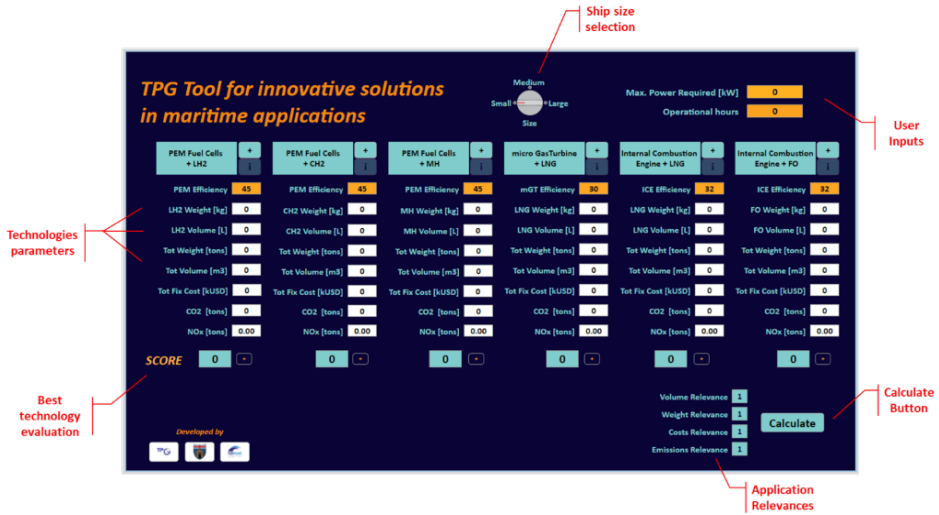 Ship size
selection
TPG Tool for innovative solutions
in maritime applications
Medium
Small
Large
Size
Max. Power Required [kW] 0
Operational hours 0
User
Inputs
PEM Fuel Cells
+ LH2
+
i
PEM Fuel Cells
+ CH2
+
i
PEM Fuel Cells
+ MH
+
i
micro GasTurbine
+ LNG
+
i
Internal Combustion
Engine + LNG
+
i
Internal Combustion
Engine + FO
+
i
PEM Efficiency 45 PEM Efficiency 45 PEM Efficiency 45 mGT Efficiency 30 ICE Efficiency 32 ICE Efficiency 32
LH2 Weight [kg] 0 CH2 Weight [kg] 0 MH Weight [kg] 0 LNG Weight [kg] 0 LNG Weight [kg] 0 FO Weight [kg] 0
LH2 Volume [L] 0 CH2 Volume [L] 0 MH Volume [L] 0 LNG Volume [L] 0 LNG Volume [L] 0 FO Volume [L] 0
Tot Weight [tons] 0 Tot Weight [tons] 0 Tot Weight [tons] 0 Tot Weight [tons] 0 Tot Weight [tons] 0 Tot Weight [tons] 0
Tot Volume [m3] 0 Tot Volume [m3] 0 Tot Volume [m3] 0 Tot Volume [m3] 0 Tot Volume [m3] 0 Tot Volume [m3] 0
Tot Fix Cost [kUSD] 0 Tot Fix Cost [kUSD] 0 Tot Fix Cost [kUSD] 0 Tot Fix Cost [kUSD] 0 Tot Fix Cost [kUSD] 0 Tot Fix Cost [kUSD] 0
CO2 [tons] 0 CO2 [tons] 0 CO2 [tons] 0 CO2 [tons] 0 CO2 [tons] 0 CO2 [tons] 0
NOx [tons] 0.00 NOx [tons] 0.00 NOx [tons] 0.00 NOx [tons] 0.00 NOx [tons] 0.00 NOx [tons] 0.00
Technologies
parameters
SCORE 0 0 0 0 0 0
Best
technology
evaluation
Volume Relevance 1
Weight Relevance 1
Costs Relevance 1
Emissions Relevance 1
Calculate
Calculate
Button
Developed by
TPG
Application
Relevances